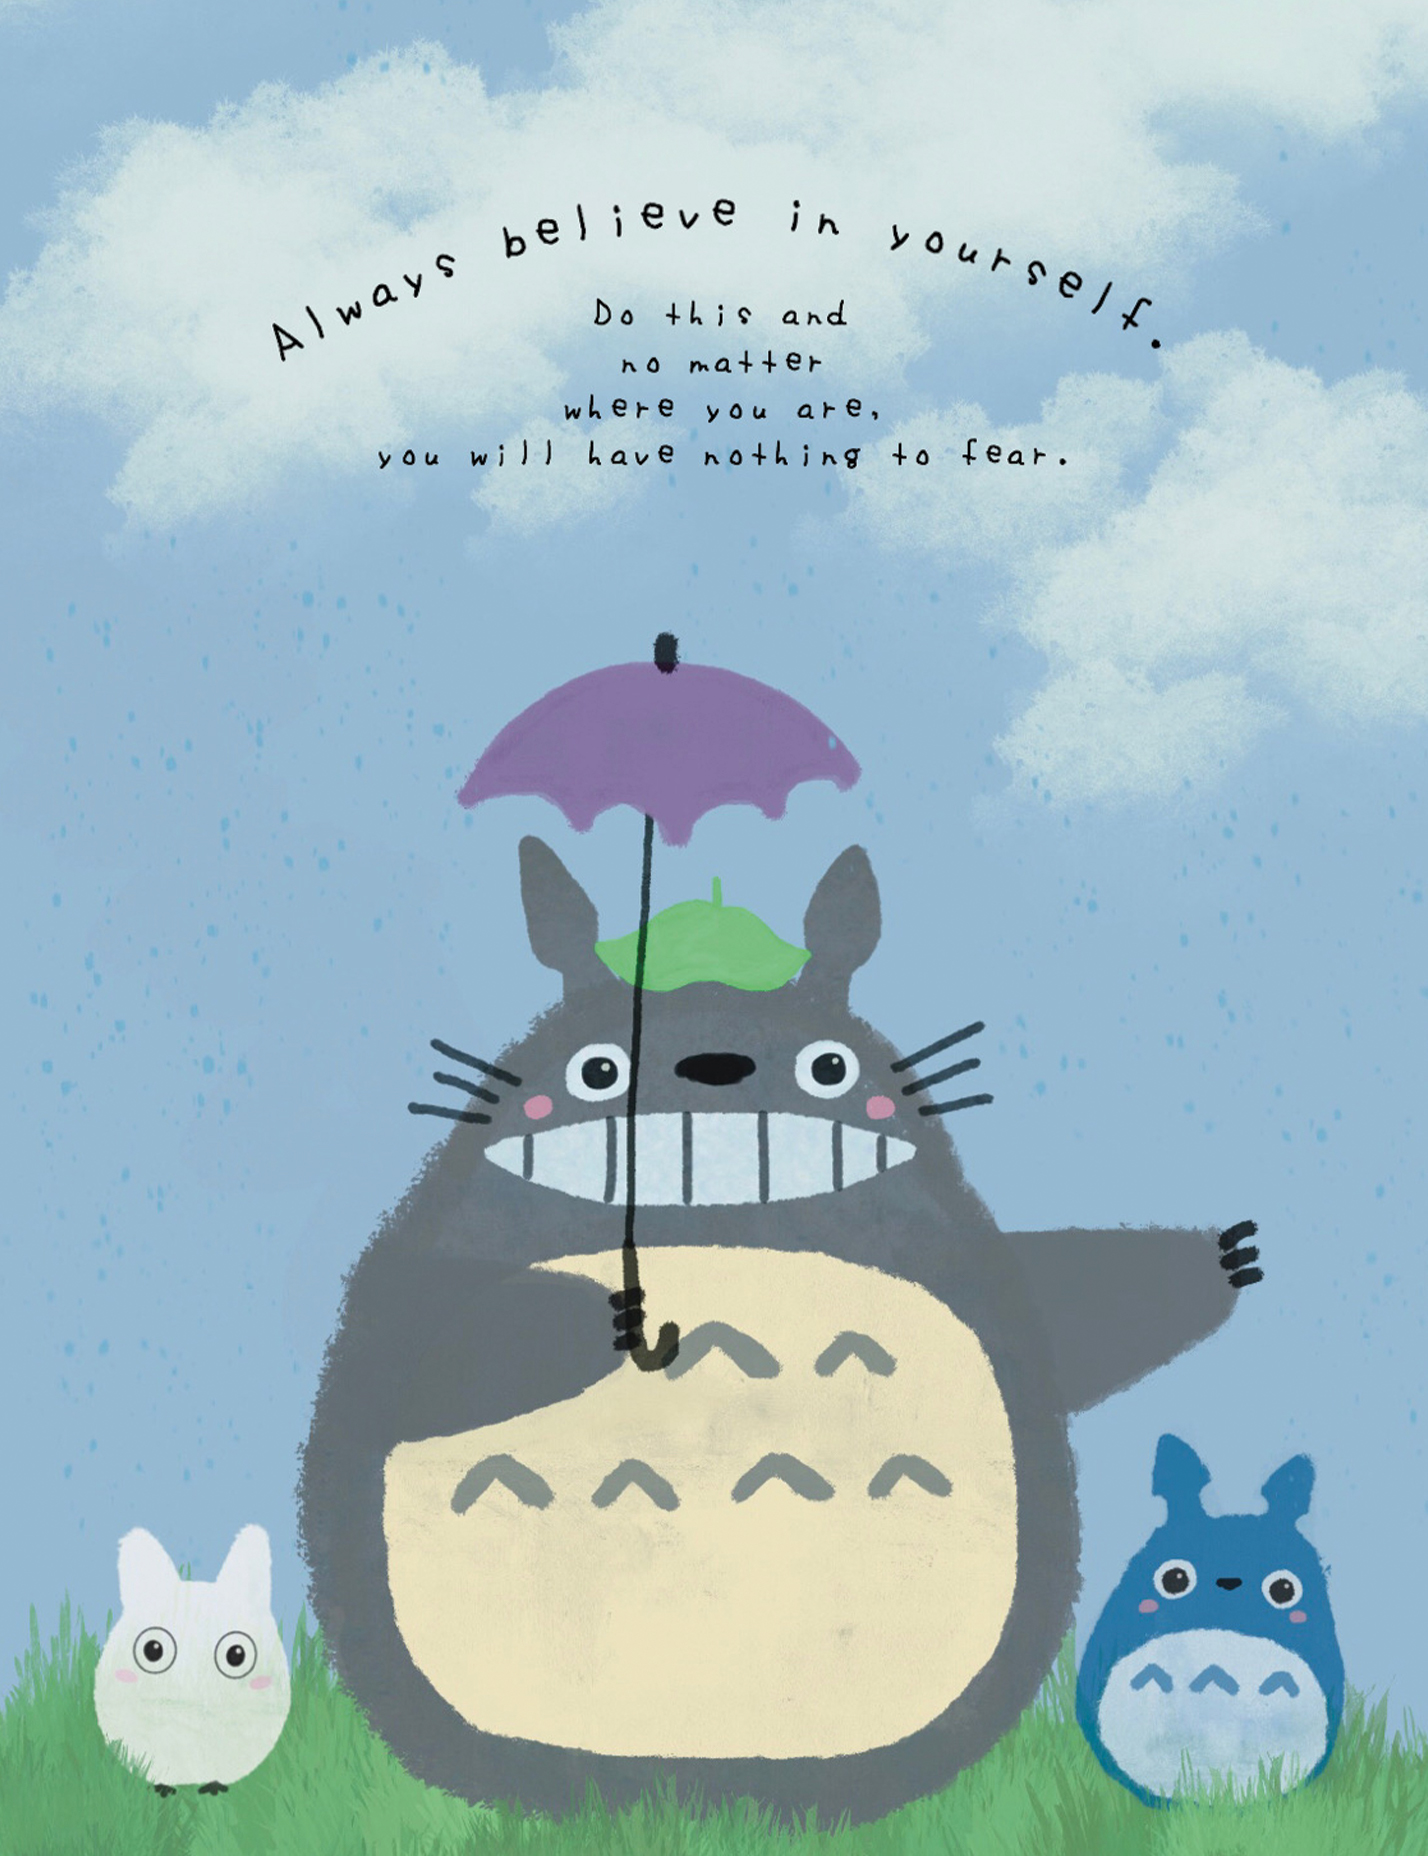 Always believe in yourself.
Do this and
no matter
where you are,
you will have nothing to fear.